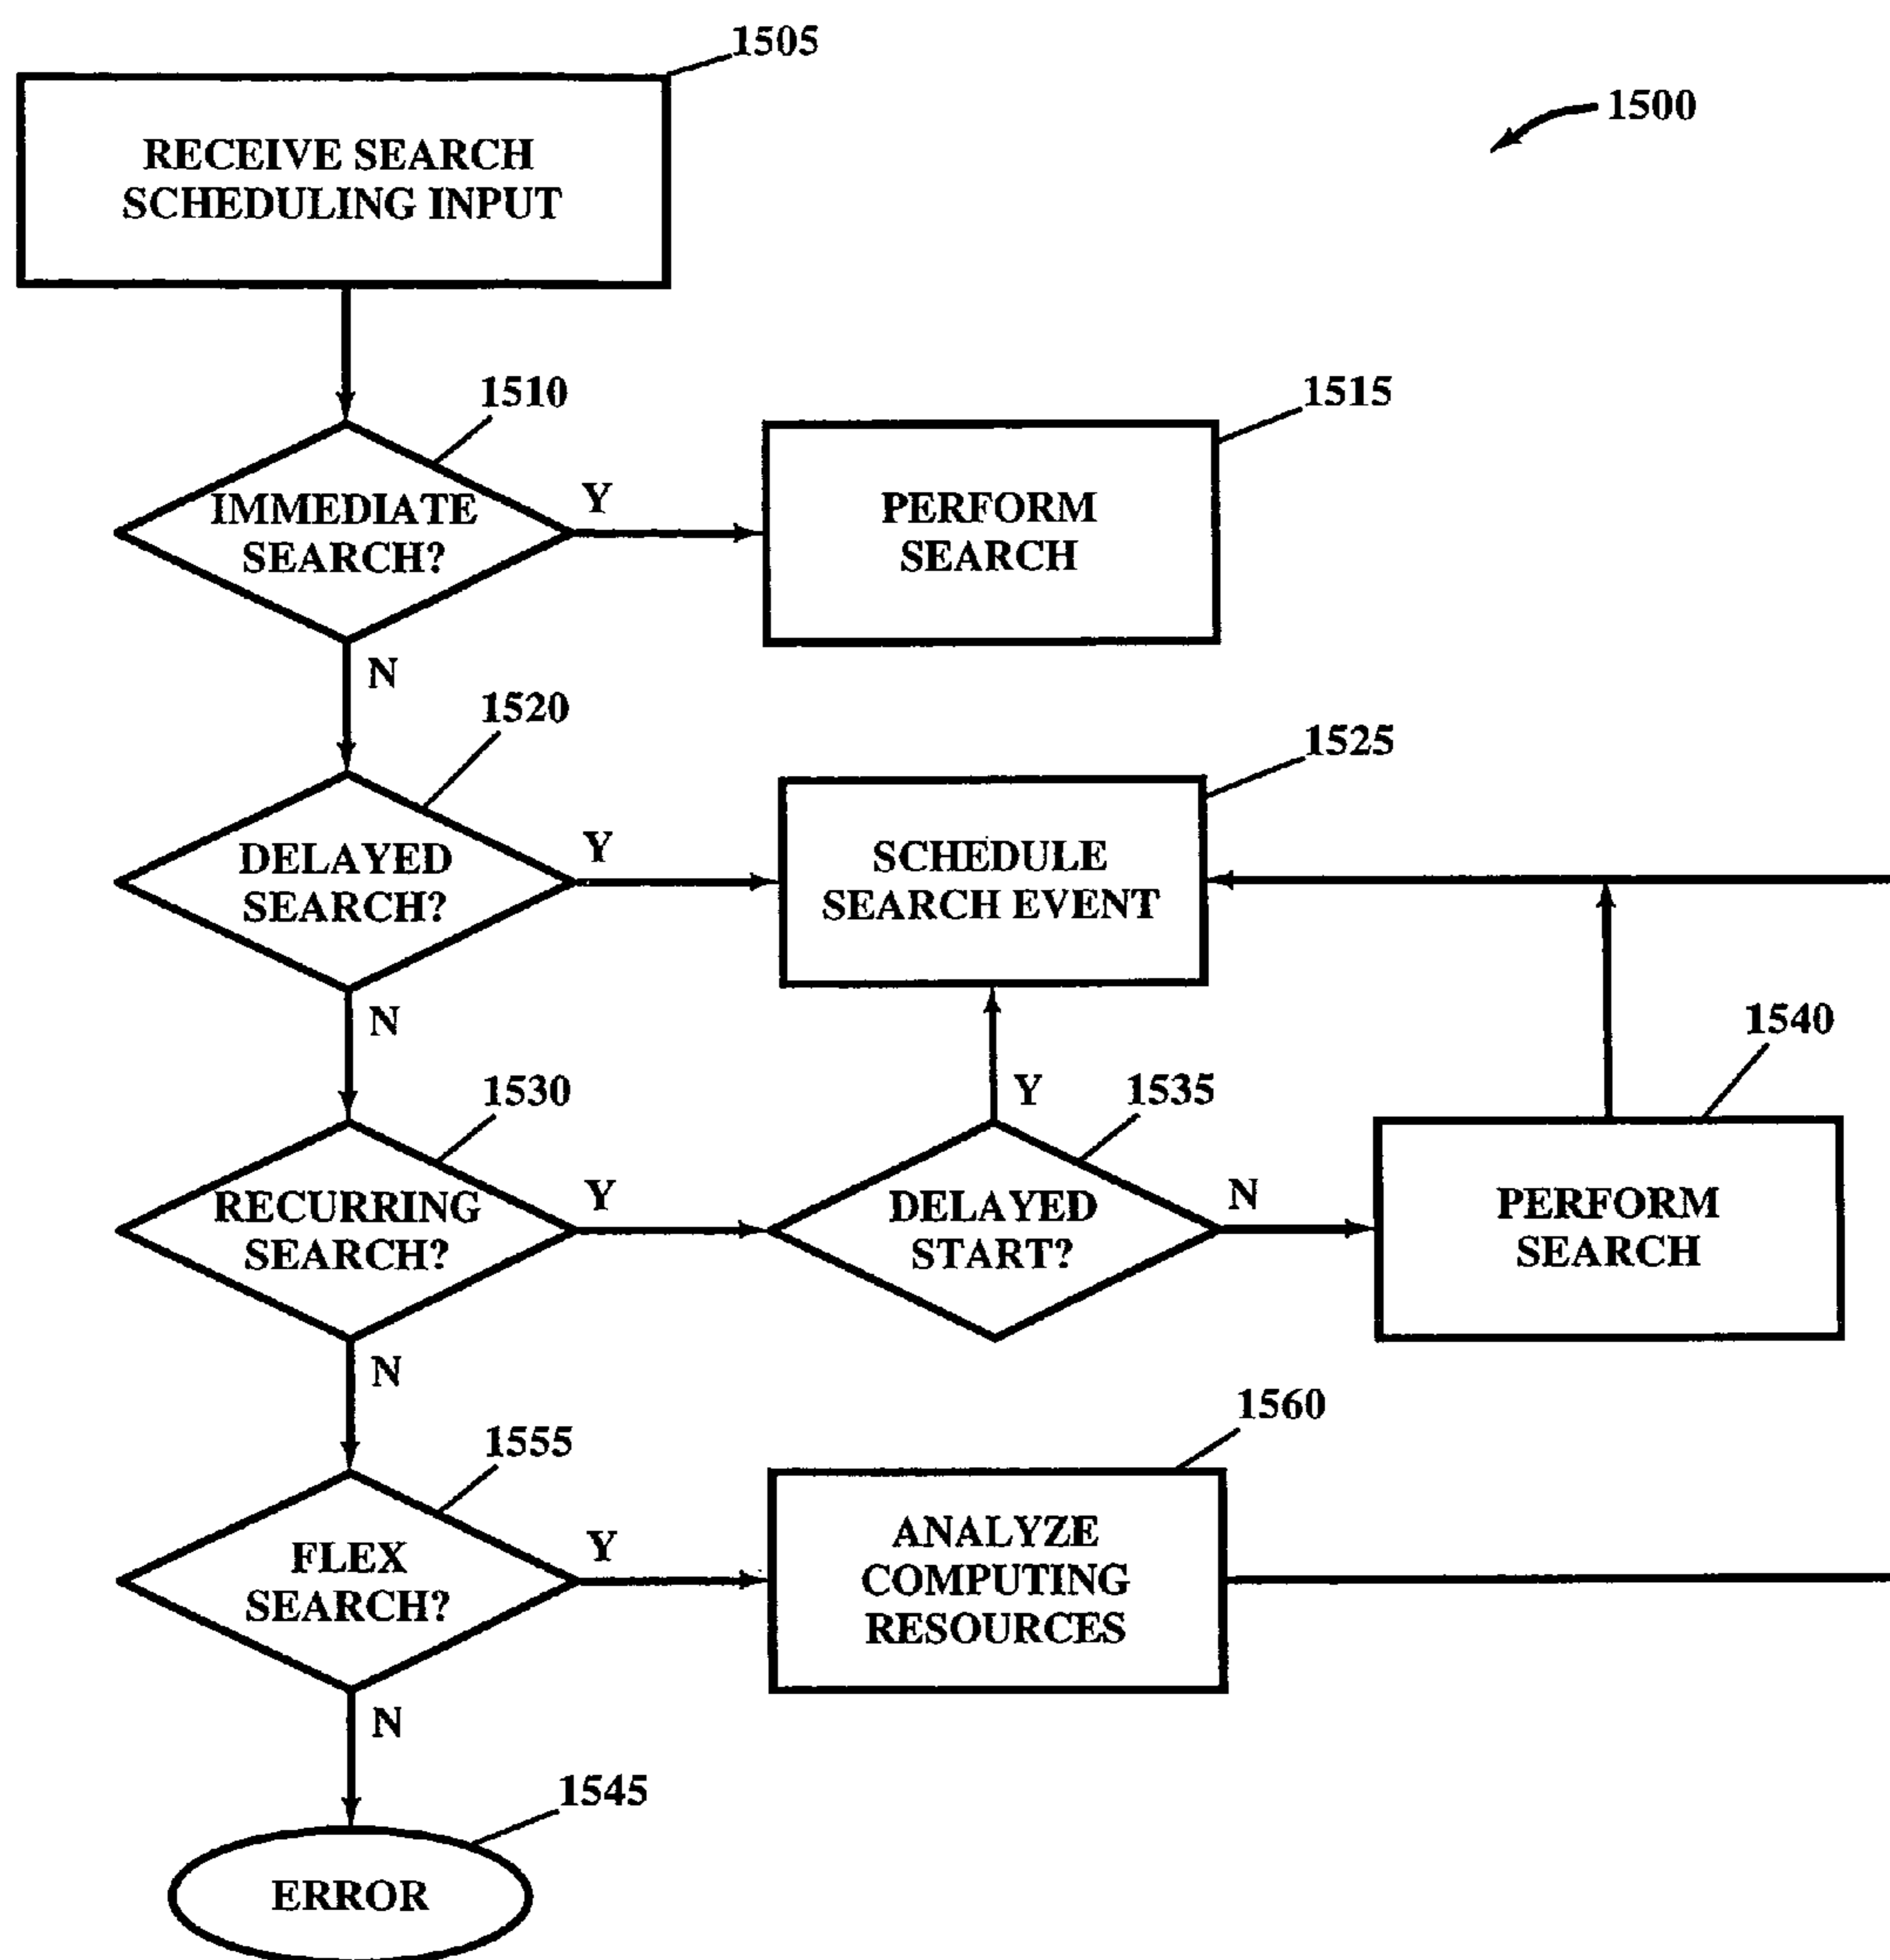 1505
RECEIVE SEARCH
SCHEDULING INPUT
1500
1510
IMMEDIATE
SEARCH?
Y
N
1515
PERFORM
SEARCH
1520
DELAYED
SEARCH?
Y
N
1525
SCHEDULE
SEARCH EVENT
1530
RECURRING
SEARCH?
Y
N
1535
DELAYED
START?
Y
N
1540
PERFORM
SEARCH
1555
FLEX
SEARCH?
Y
N
1560
ANALYZE
COMPUTING
RESOURCES
1545
ERROR